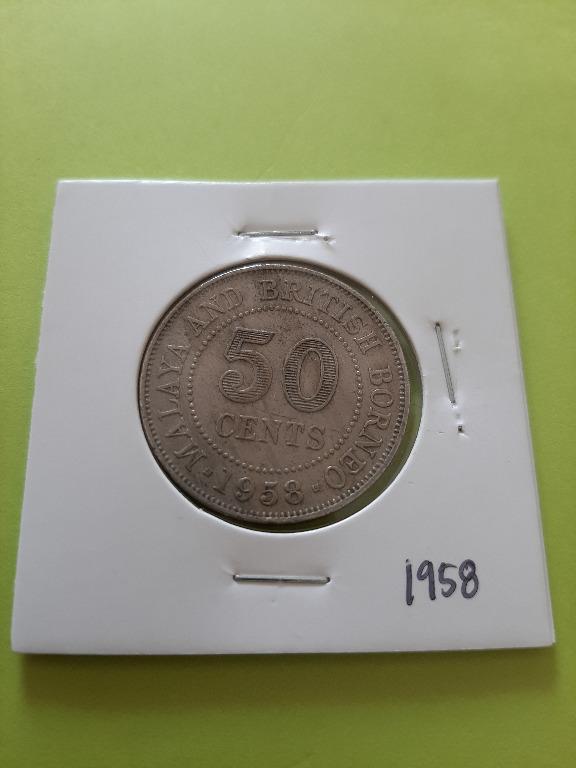 MALAYA AND BRITISH BORNEO
50
CENTS
1958
1958